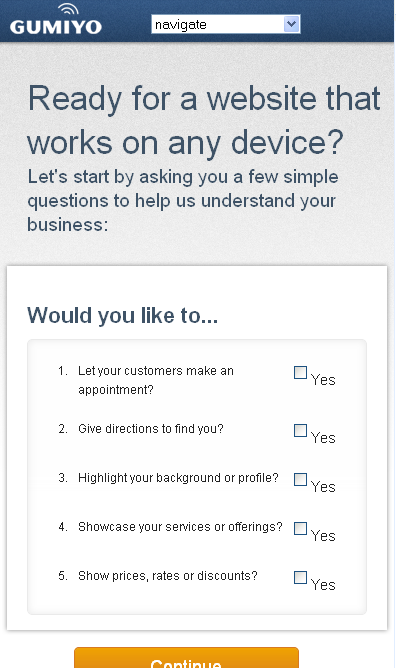 GUMIYO
navigate
Ready for a website that
works on any device?
Let's start by asking you a few simple
questions to help us understand your
business:
Would you like to...
1. Let your customers make an
appointment?
Yes
2. Give directions to find you?
Yes
3. Highlight your background or profile?
Yes
4. Showcase your services or offerings?
Yes
5. Show prices, rates or discounts?
Yes
Continue